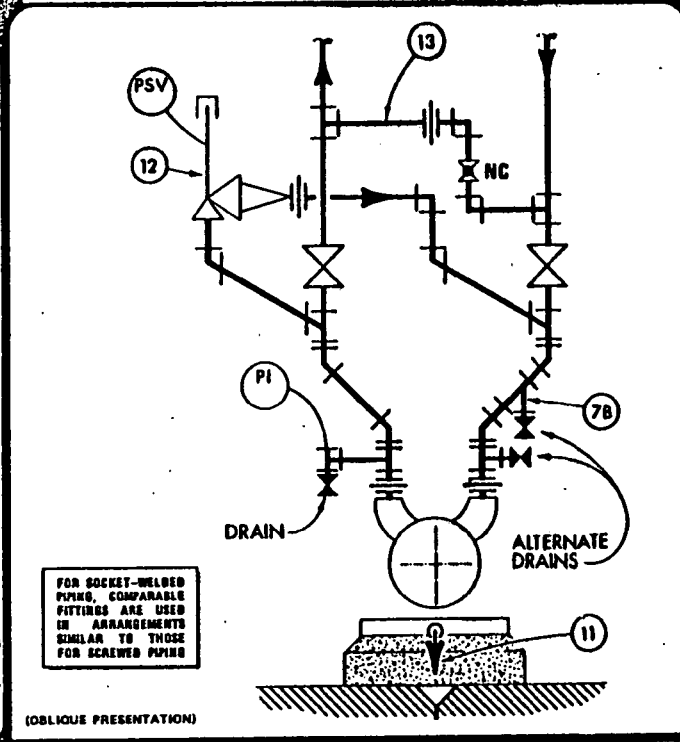 13
PSV
12
NC
PI
7B
DRAIN
ALTERNATE
DRAINS
FOR SOCKET-WELDED
PIPING, COMPARABLE
FITTINGS ARE USED
IN ARRANGEMENTS
SIMILAR TO THOSE
FOR SCREWED PIPING
11
(OBLIQUE PRESENTATION)